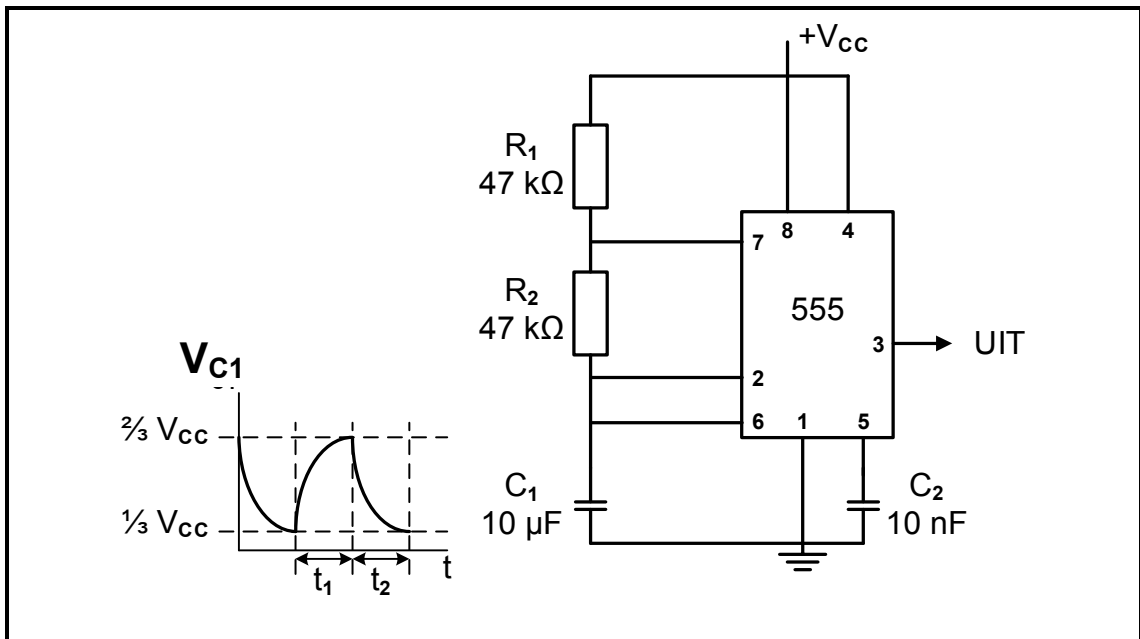 +VCC
R₁
47 kΩ
R₂
47 kΩ
8 4
7
555
3 UIT
2
6 1 5
C₁
10 µF
C₂
10 nF
VC1
⅔ VCC
⅓ VCC
t₁ t₂ t